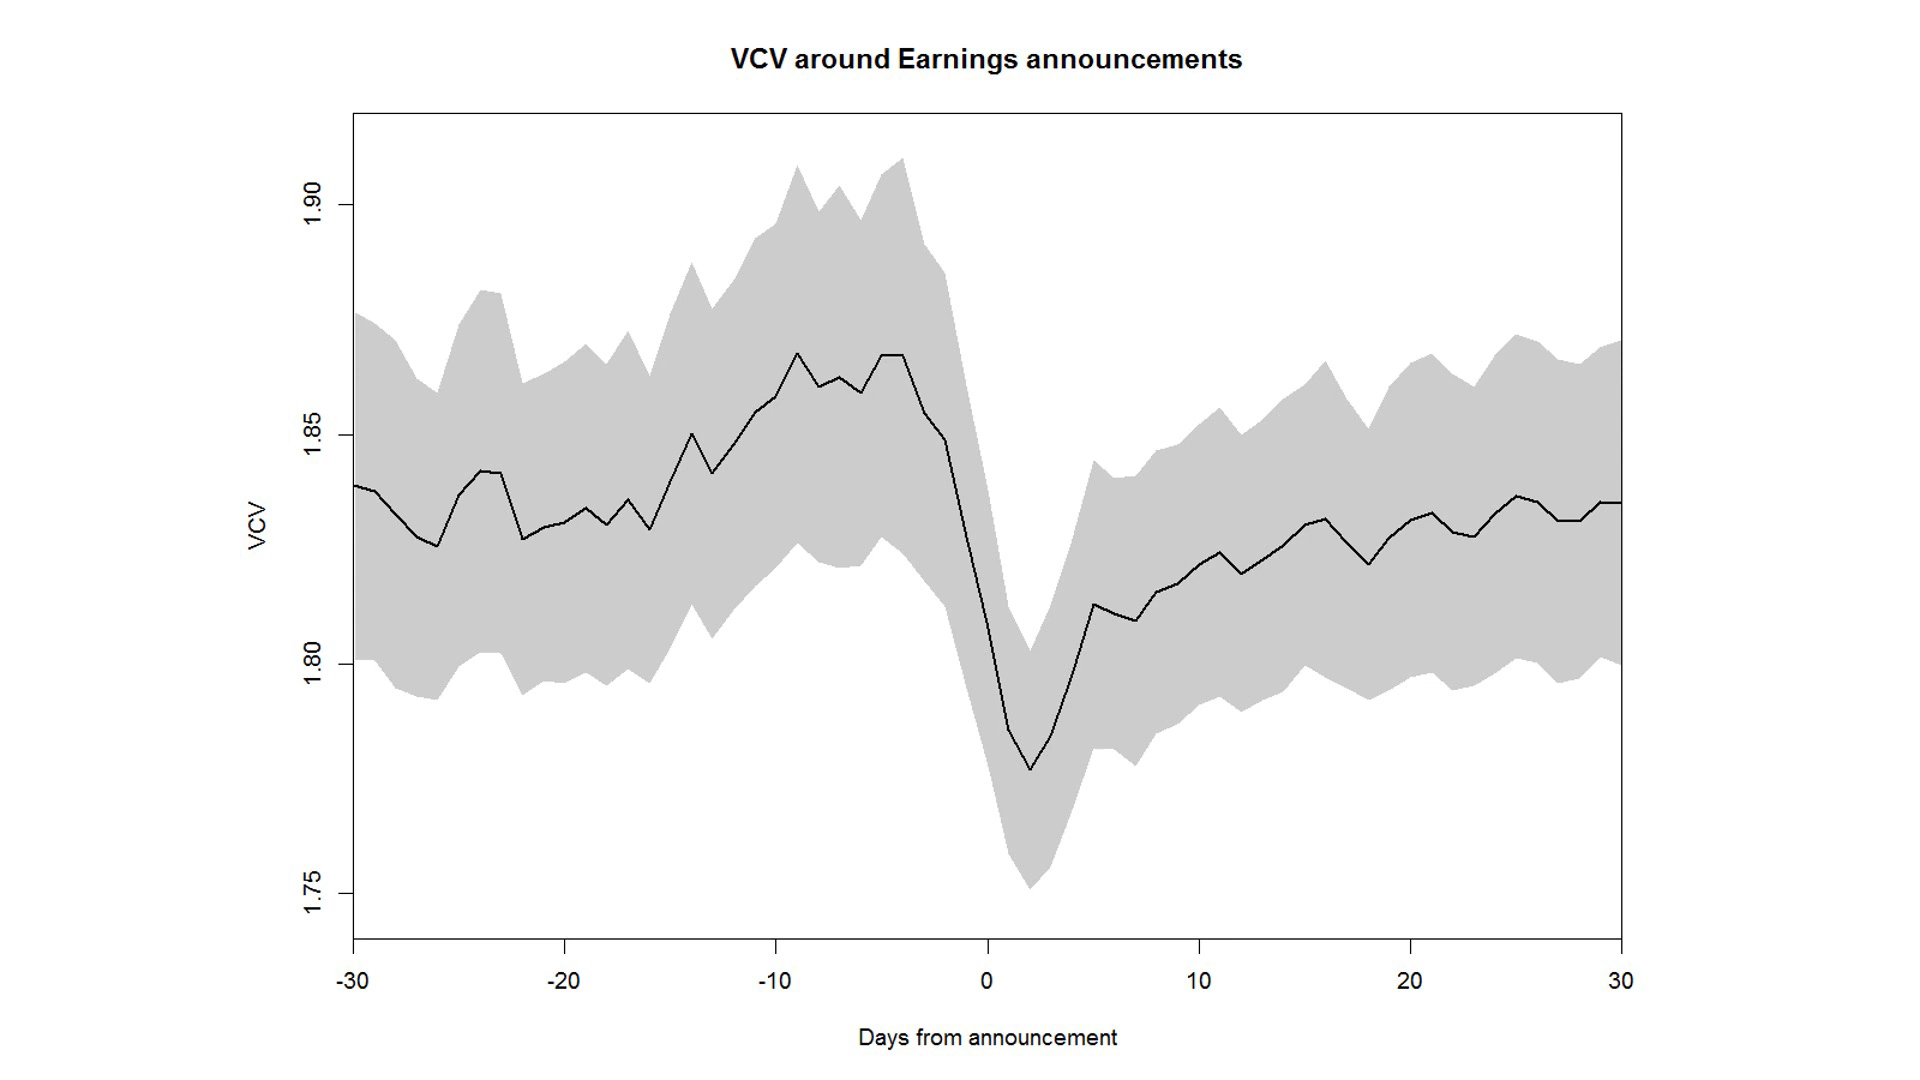 VCV around Earnings announcements
1.90
1.85
1.80
1.75
VCV
-30 -20 -10 0 10 20 30
Days from announcement